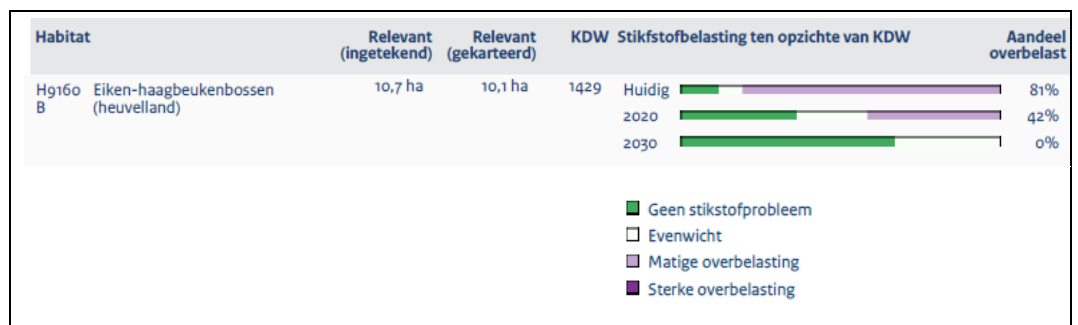 Habitat Relevant Relevant KDW Stikfstofbelasting ten opzichte van KDW Aandeel
(ingetekend) (gekarteerd) overbelast
H9160 Eiken-haagbeukenbossen 10,7 ha 10,1 ha 1429 Huidig 81%
B (heuvelland)
2020 42%
2030 0%
Geen stikstofprobleem
Evenwicht
Matige overbelasting
Sterke overbelasting